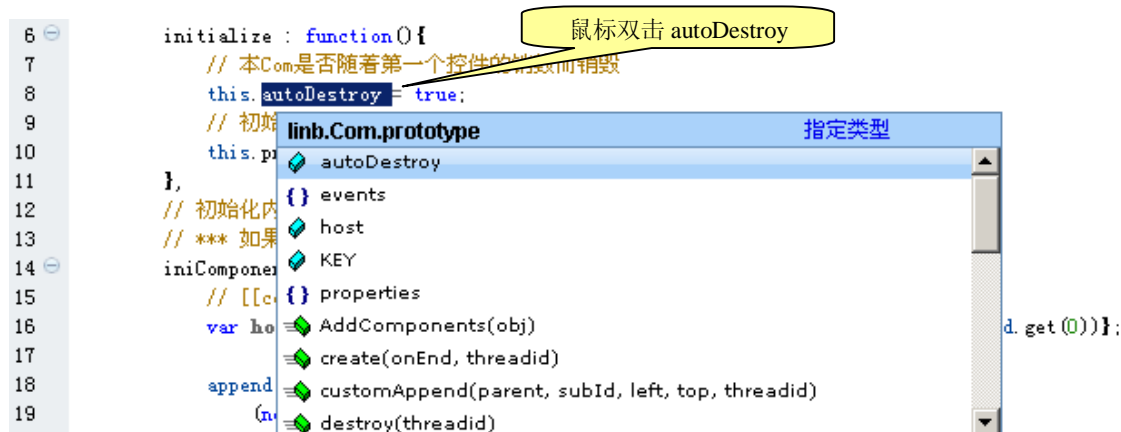 鼠标双击 autoDestroy
6 initialize : function(){
7 // 本Com是否随着第一个控件的销毁而销毁
8 this.autoDestroy = true;
9 // 初始
linb.Com.prototype 指定类型
10 this.pr
autoDestroy
11 },
events
12 // 初始化内
host
13 // *** 如果
KEY
14 iniComponen
15 // [[co
properties
16 var ho
AddComponents(obj)
d.get(0))};
17
create(onEnd, threadid)
18 append
customAppend(parent, subId, left, top, threadid)
19 (ne
destroy(threadid)